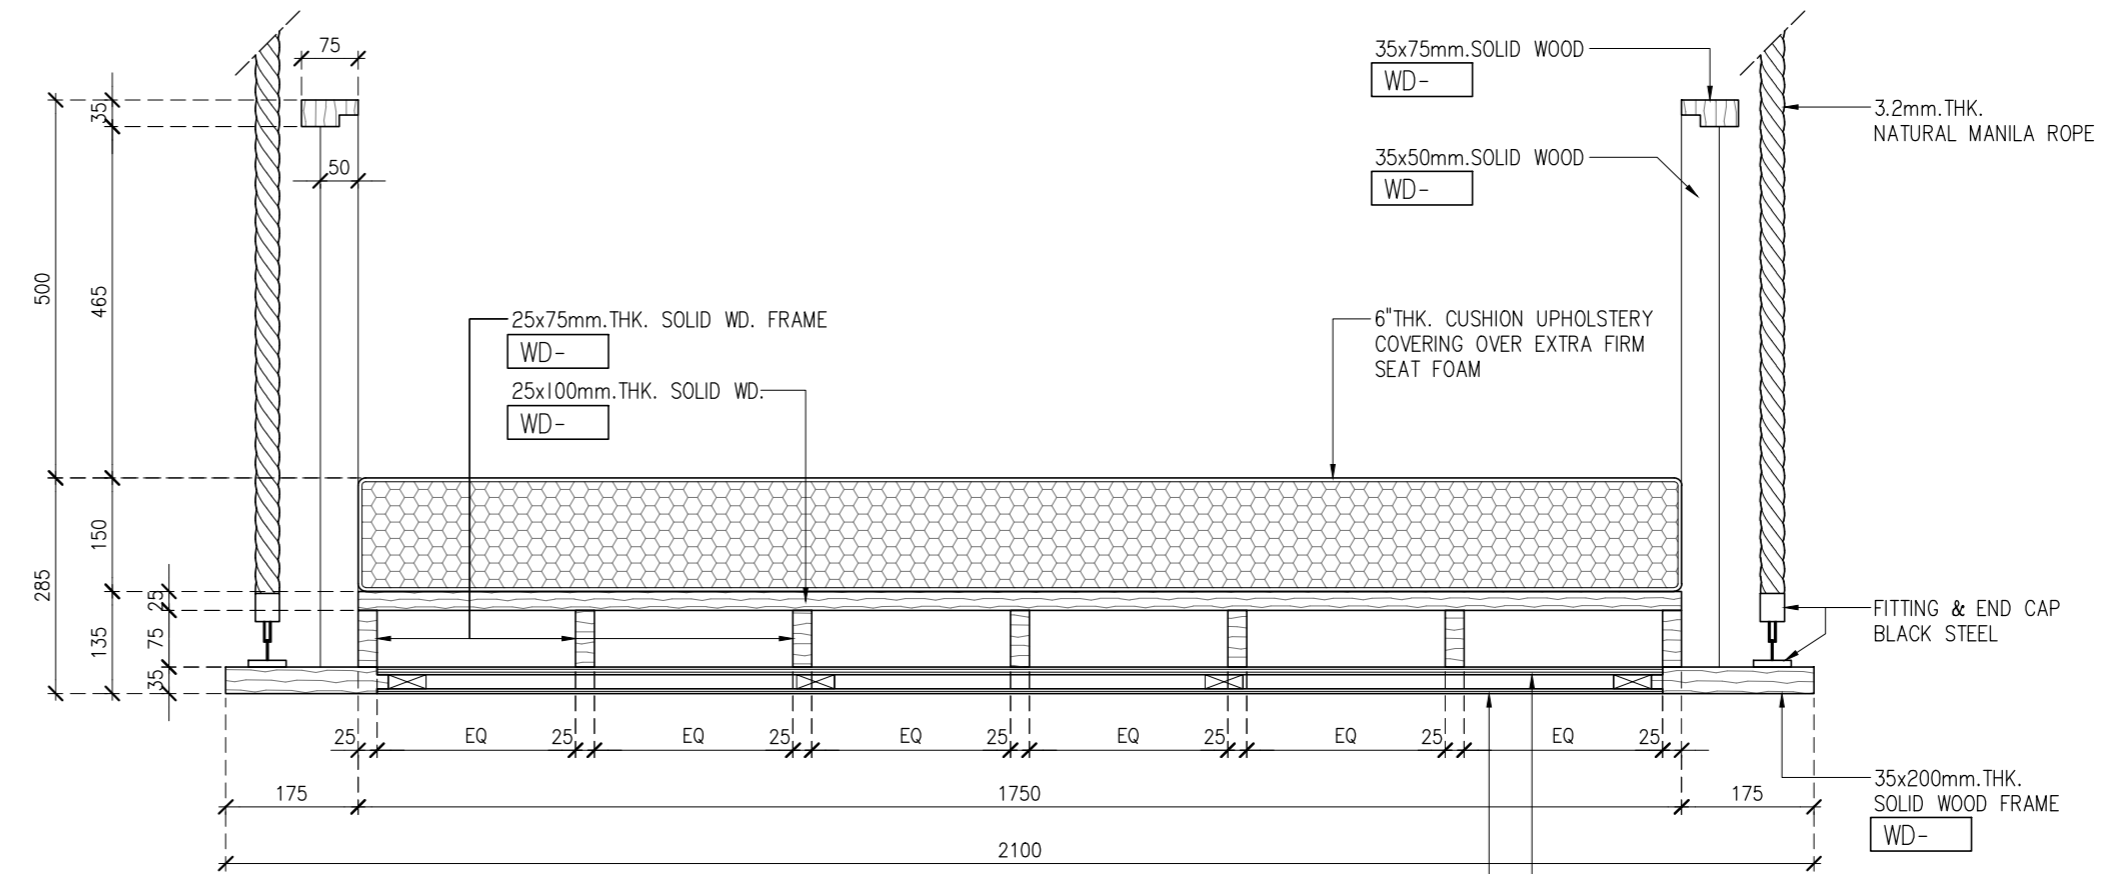 75
35x75mm.SOLID WOOD
WD-
35
3.2mm.THK.
NATURAL MANILA ROPE
50
35x50mm.SOLID WOOD
WD-
500
465
25x75mm.THK. SOLID WD. FRAME
WD-
25x100mm.THK. SOLID WD.
WD-
6"THK. CUSHION UPHOLSTERY
COVERING OVER EXTRA FIRM
SEAT FOAM
150
285
25
75
135
35
FITTING & END CAP
BLACK STEEL
25 EQ 25 EQ 25 EQ 25 EQ 25 EQ 25 EQ 25
35x200mm.THK.
SOLID WOOD FRAME
WD-
175 1750 175
2100